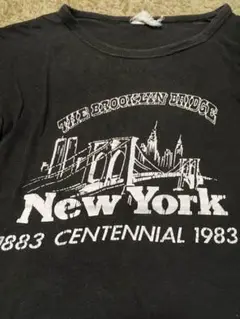 THE BROOKLYN BRIDGE
New York
1883 CENTENNIAL 1983